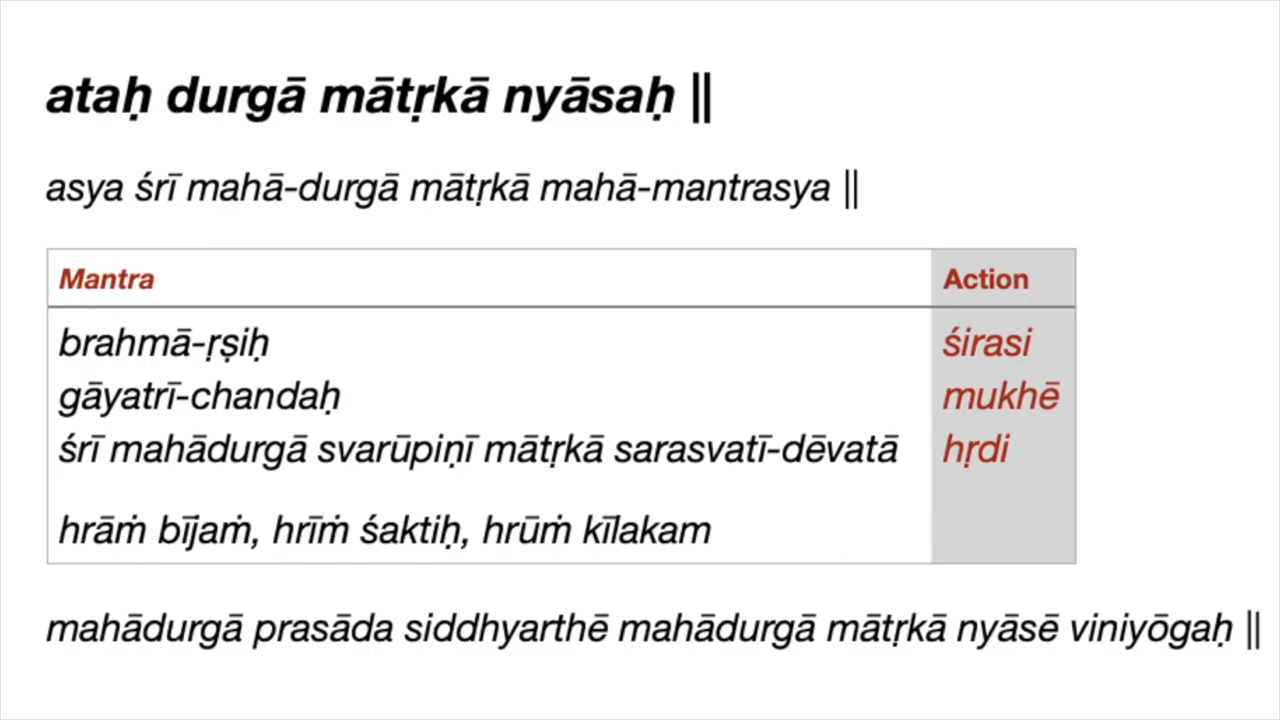 ataḥ durgā mātṛkā nyāsaḥ ||
asya śrī mahā-durgā mātṛkā mahā-mantrasya ||
Mantra Action
brahmā-ṛṣiḥ śirasi
gāyatrī-chandaḥ mukhē
śrī mahādurgā svarūpiṇī mātṛkā sarasvatī-dēvatā hṛdi
hrāṁ bījaṁ, hrīṁ śaktiḥ, hrūṁ kīlakam
mahādurgā prasāda siddhyarthē mahādurgā mātṛkā nyāsē viniyōgaḥ ||